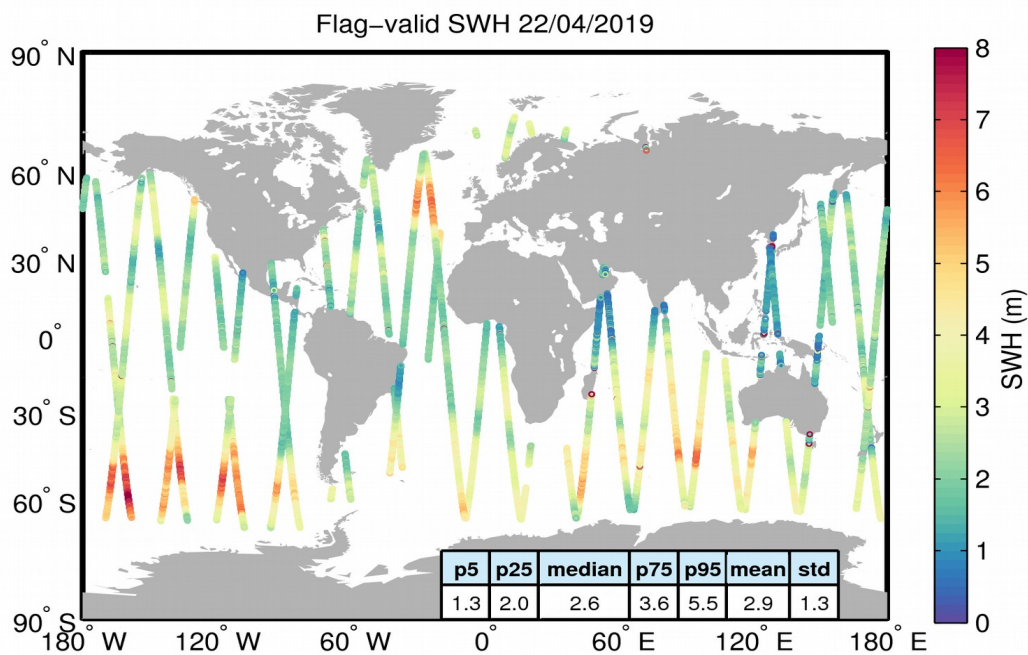 Flag−valid SWH 22/04/2019
90° N
60° N
30° N
0°
30° S
60° S
90° S
180° W
120° W
60° W
0°
60° E
120° E
180° E
p5 p25 median p75 p95 mean std
1.3 2.0 2.6 3.6 5.5 2.9 1.3
8
7
6
5
4
3
2
1
0
SWH (m)